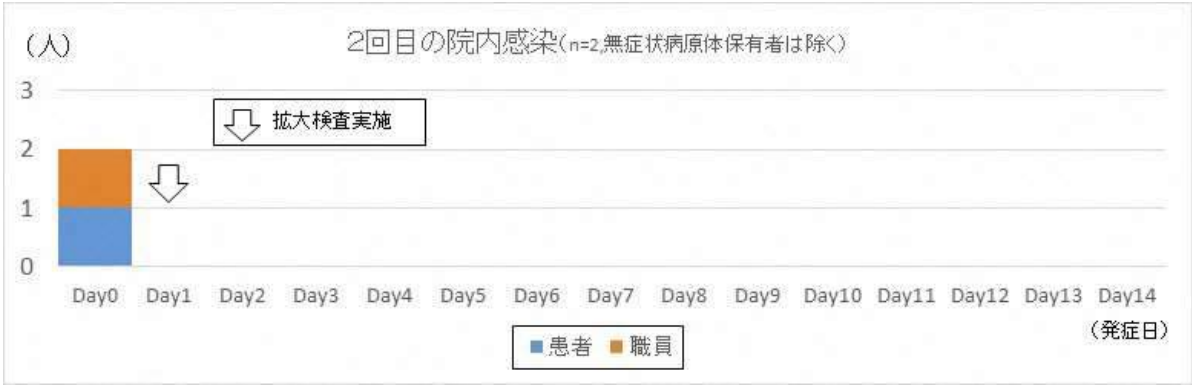 2回目の院内感染(n=2,無症状病原体保有者は除く)
(人)
3
2
1
0
拡大検査実施
Day0 Day1 Day2 Day3 Day4 Day5 Day6 Day7 Day8 Day9 Day10 Day11 Day12 Day13 Day14
(発症日)
患者 職員